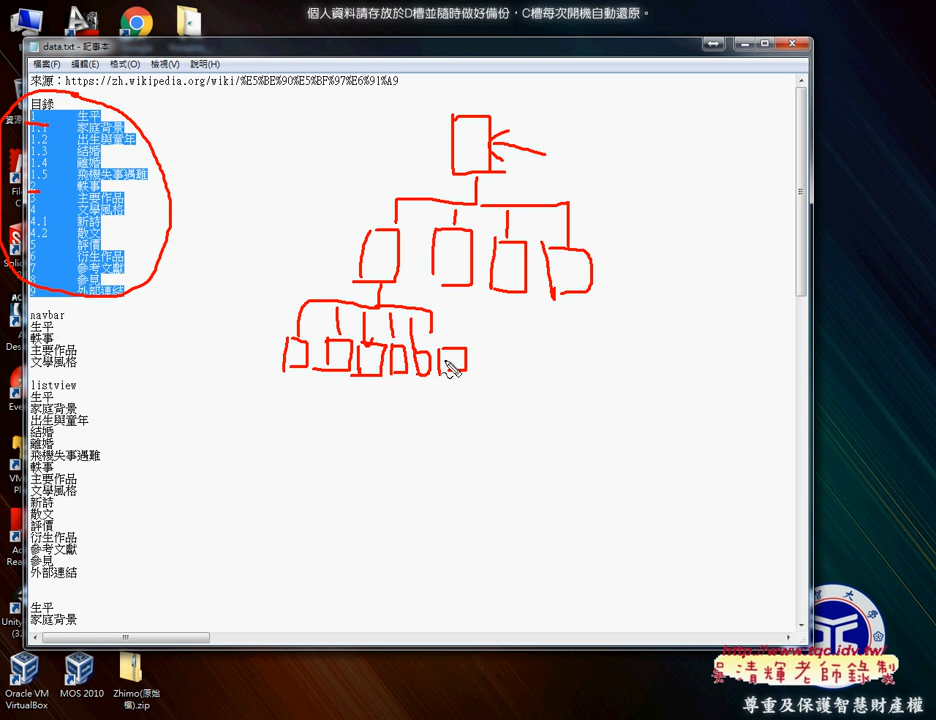 個人資料請存放於D槽並隨時做好備份，C槽每次開機自動還原。
data.txt - 記事本
檔案(F) 編輯(E) 格式(O) 檢視(V) 說明(H)
來源：https://zh.wikipedia.org/wiki/%E5%BE%90%E5%BF%97%E6%91%A9
目錄
1 生平
1.1 家庭背景
1.2 出生與童年
1.3 結婚
1.4 離婚
1.5 飛機失事遇難
2 軼事
3 主要作品
4 文學風格
4.1 新詩
4.2 散文
5 評價
6 衍生作品
7 參考文獻
8 參見
9 外部連結
navbar
生平
軼事
主要作品
文學風格
listview
生平
家庭背景
出生與童年
結婚
離婚
飛機失事遇難
軼事
主要作品
文學風格
新詩
散文
評價
衍生作品
參考文獻
參見
外部連結
生平
家庭背景
Oracle VM VirtualBox
MOS 2010
Zhimo(原始檔).zip
http://www.tqc.idv.tw/
吳清輝老師錄製
尊重及保護智慧財產權